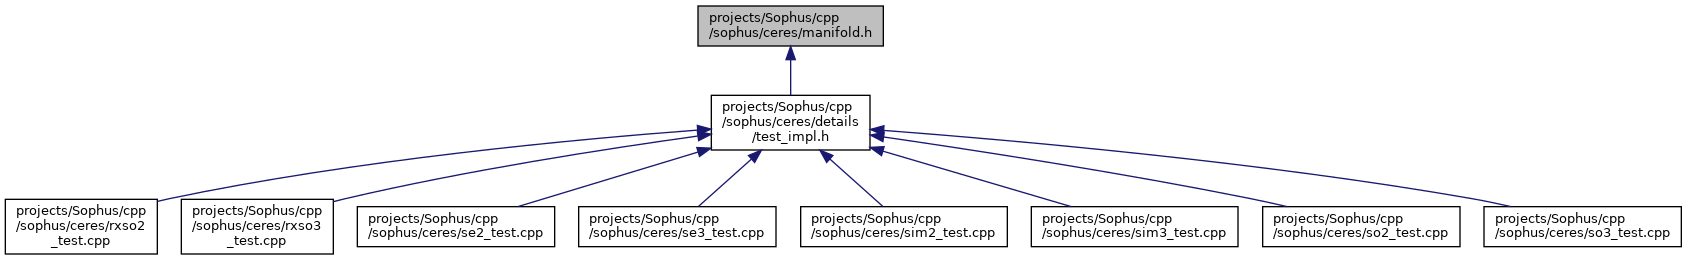 projects/Sophus/cpp
/sophus/ceres/manifold.h
projects/Sophus/cpp
/sophus/ceres/details
/test_impl.h
projects/Sophus/cpp
/sophus/ceres/rxso2
_test.cpp
projects/Sophus/cpp
/sophus/ceres/rxso3
_test.cpp
projects/Sophus/cpp
/sophus/ceres/se2_test.cpp
projects/Sophus/cpp
/sophus/ceres/se3_test.cpp
projects/Sophus/cpp
/sophus/ceres/sim2_test.cpp
projects/Sophus/cpp
/sophus/ceres/sim3_test.cpp
projects/Sophus/cpp
/sophus/ceres/so2_test.cpp
projects/Sophus/cpp
/sophus/ceres/so3_test.cpp